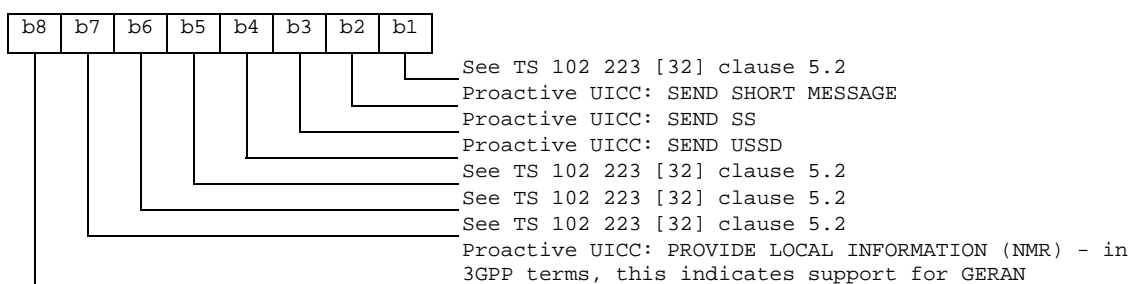 b8 b7 b6 b5 b4 b3 b2 b1
See TS 102 223 [32] clause 5.2
Proactive UICC: SEND SHORT MESSAGE
Proactive UICC: SEND SS
Proactive UICC: SEND USSD
See TS 102 223 [32] clause 5.2
See TS 102 223 [32] clause 5.2
See TS 102 223 [32] clause 5.2
Proactive UICC: PROVIDE LOCAL INFORMATION (NMR) - in
3GPP terms, this indicates support for GERAN